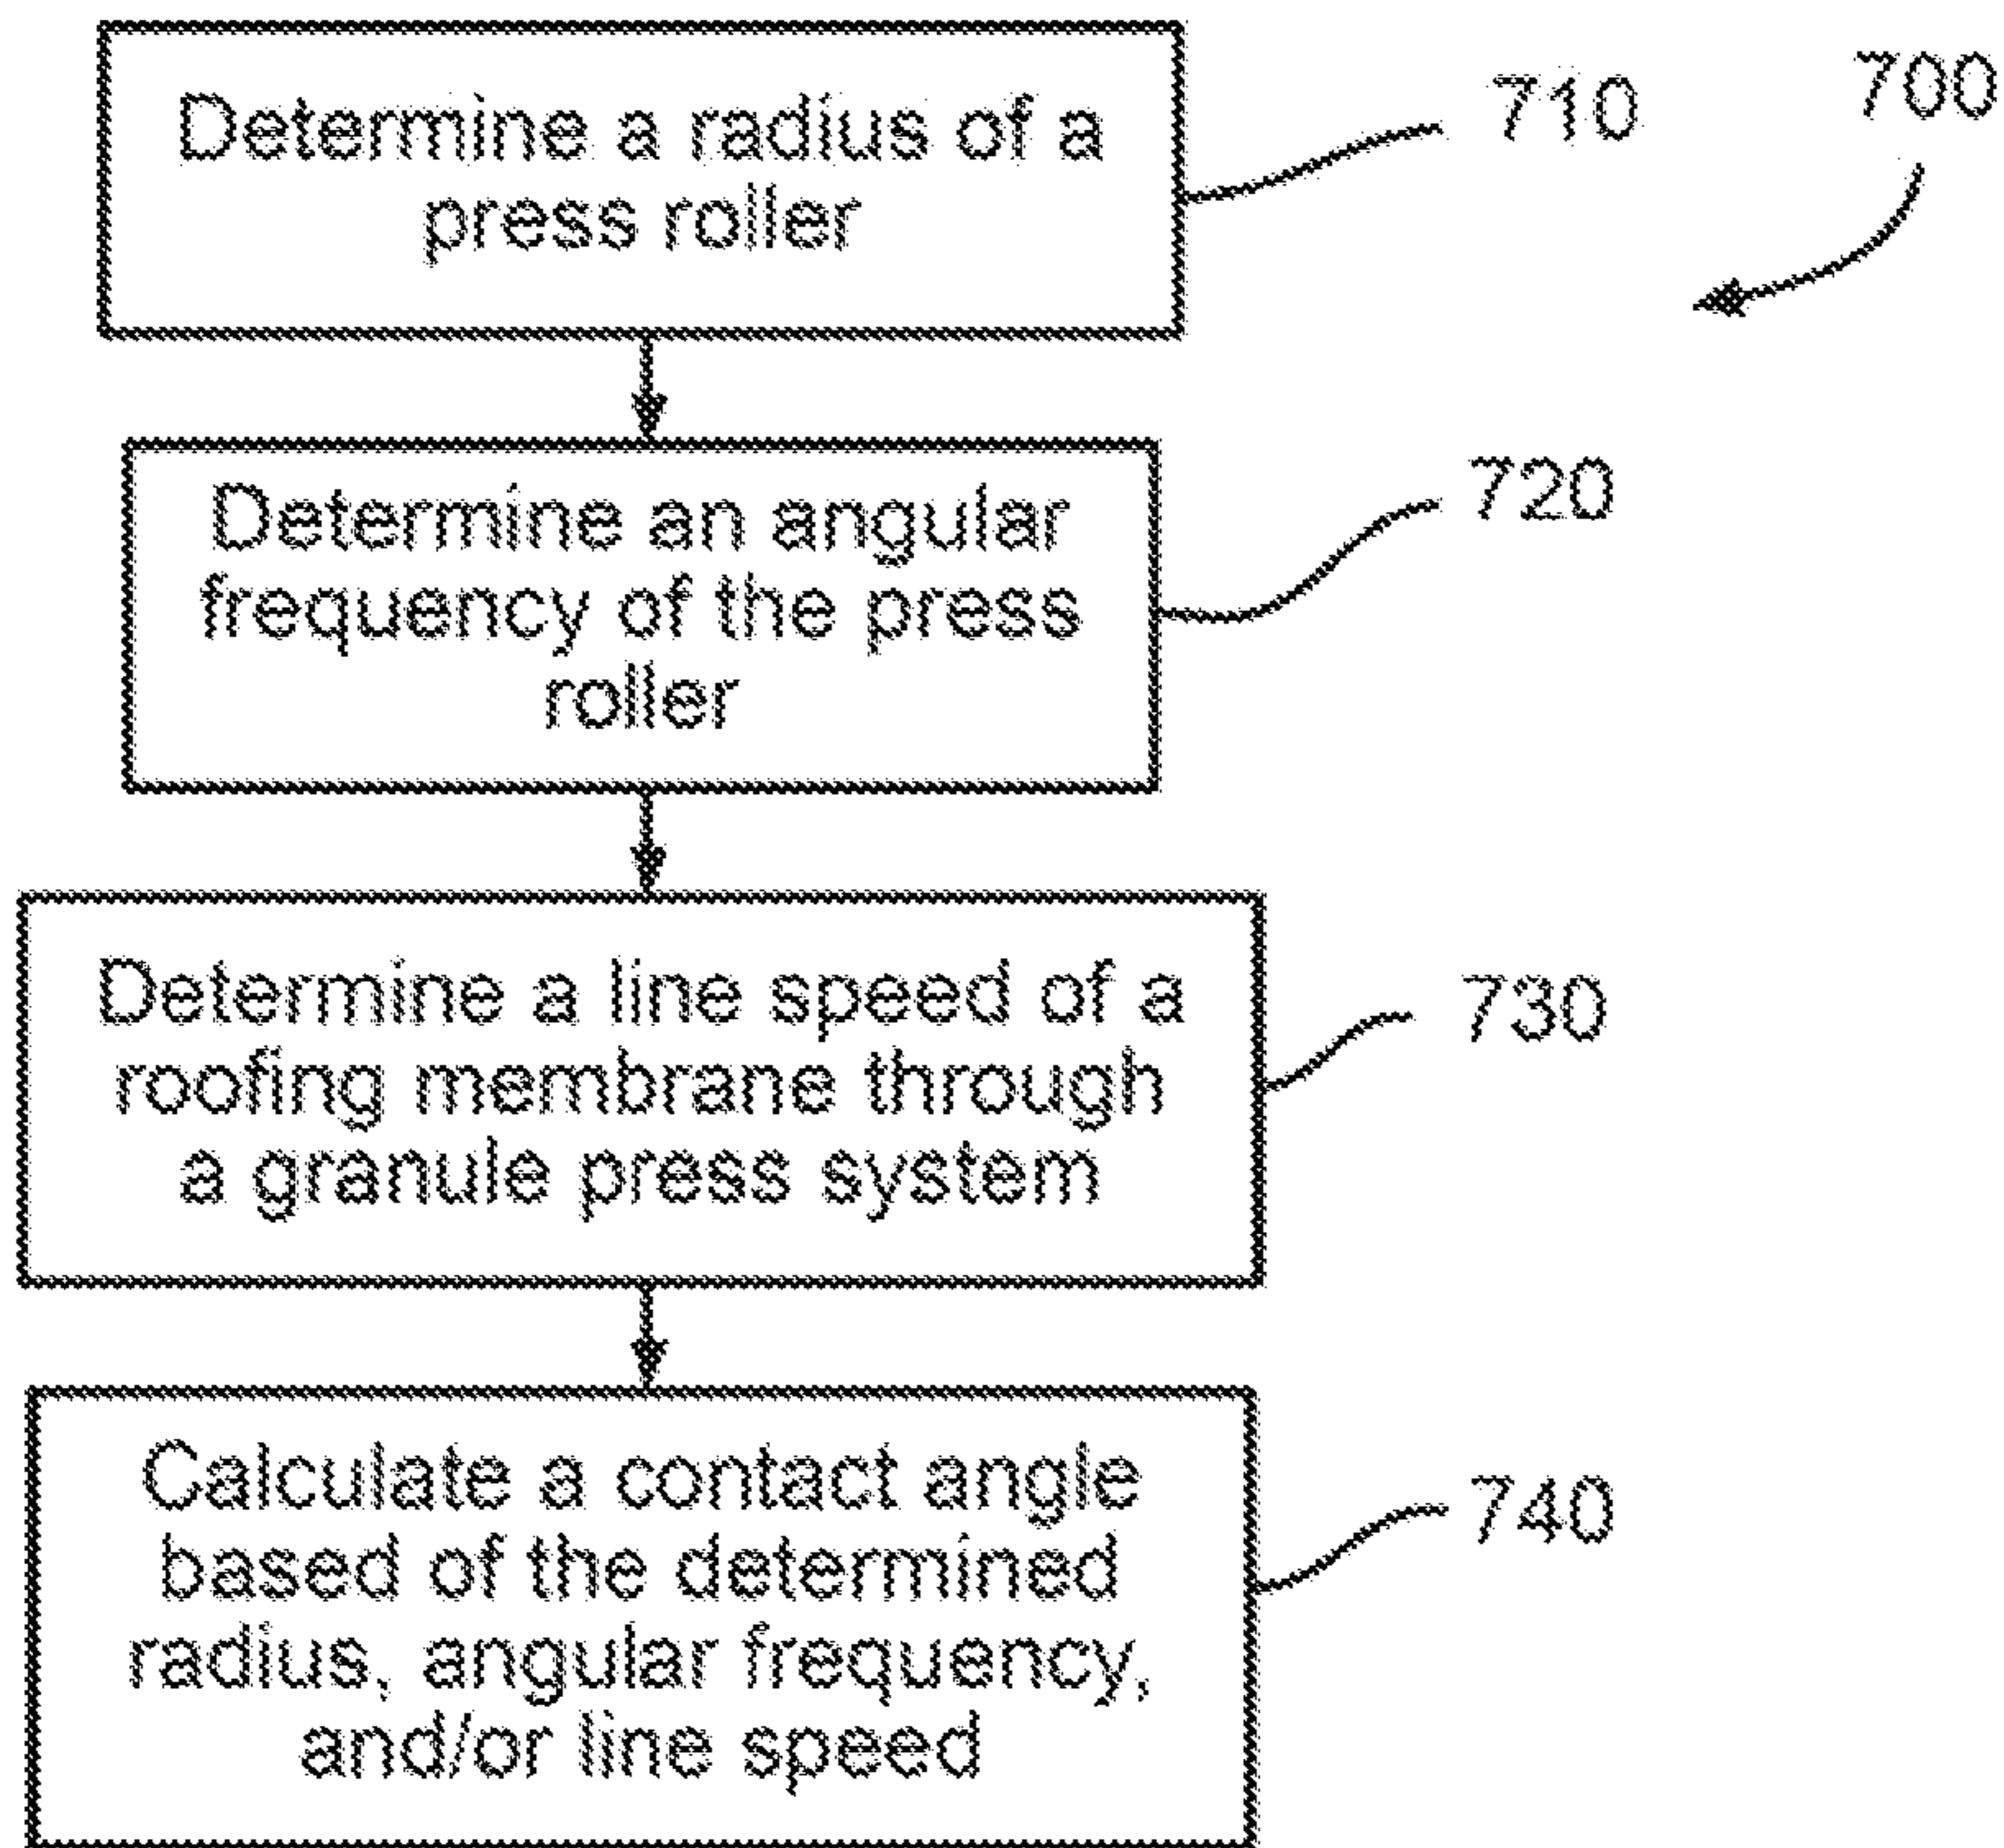 Determine a radius of a
press roller
710
700
Determine an angular
frequency of the press
roller
720
Determine a line speed of a
roofing membrane through
a granule press system
730
Calculate a contact angle
based of the determined
radius, angular frequency,
and/or line speed
740